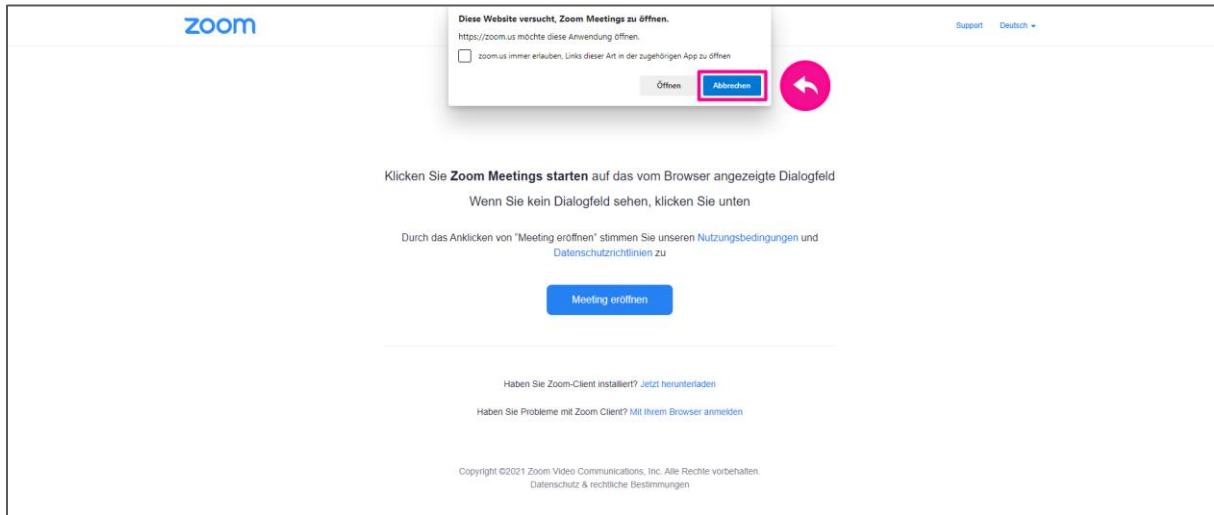 zoom
Diese Website versucht, Zoom Meetings zu öffnen.
https://zoom.us möchte diese Anwendung öffnen.
zoom.us immer erlauben, Links dieser Art in der zugehörigen App zu öffnen
Öffnen Abbrechen
Support Deutsch
Klicken Sie Zoom Meetings starten auf das vom Browser angezeigte Dialogfeld
Wenn Sie kein Dialogfeld sehen, klicken Sie unten
Durch das Anklicken von "Meeting eröffnen" stimmen Sie unseren Nutzungsbedingungen und
Datenschutzrichtlinien zu
Meeting eröffnen
Haben Sie Zoom-Client installiert? Jetzt herunterladen
Haben Sie Probleme mit Zoom Client? Mit Ihrem Browser anmelden
Copyright ©2021 Zoom Video Communications, Inc. Alle Rechte vorbehalten.
Datenschutz & rechtliche Bestimmungen